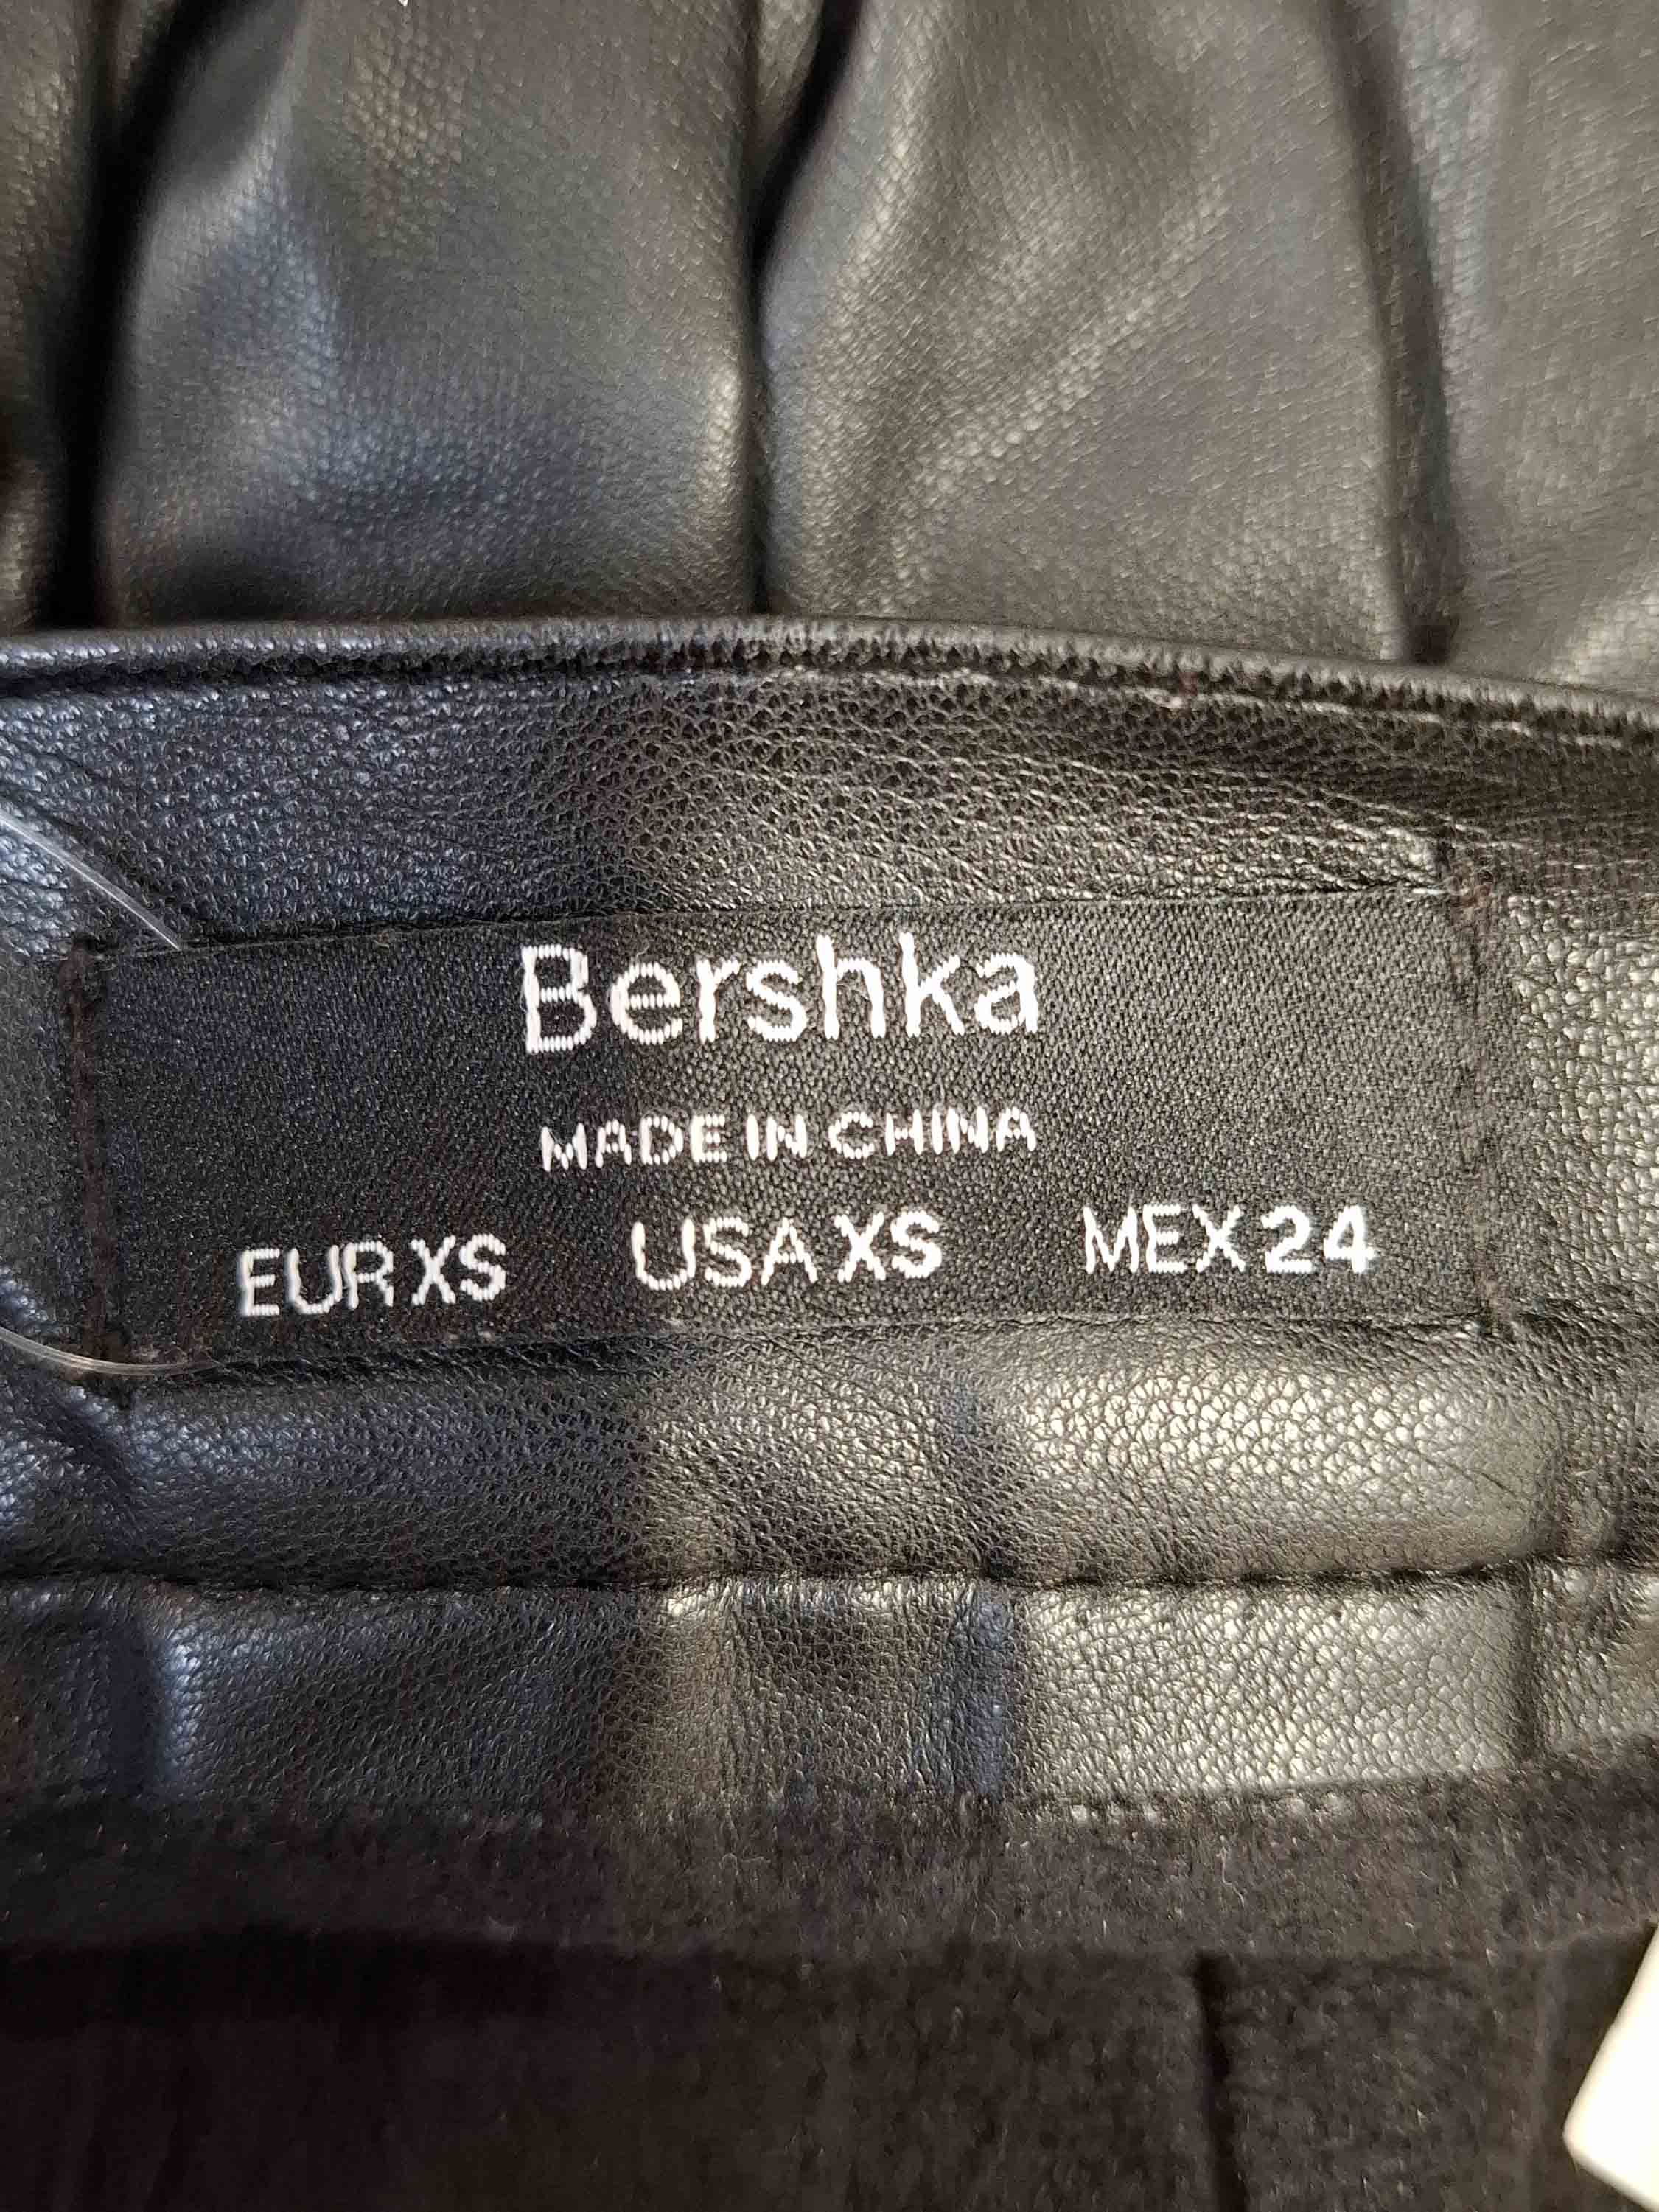 Bershka
MADE IN CHINA
EUR XS USA XS MEX 24